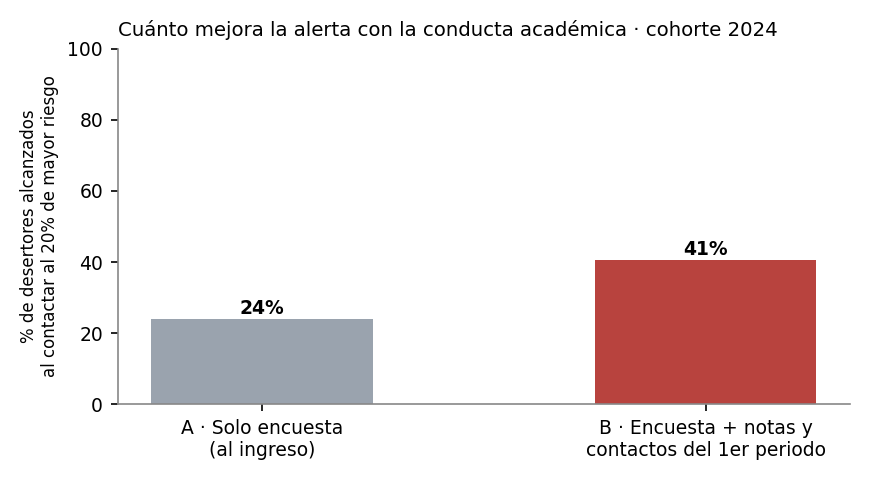 Cuánto mejora la alerta con la conducta académica · cohorte 2024
% de desertores alcanzados
al contactar al 20% de mayor riesgo
100
80
60
40
20
0
24%
41%
A · Solo encuesta
(al ingreso)
B · Encuesta + notas y
contactos del 1er periodo